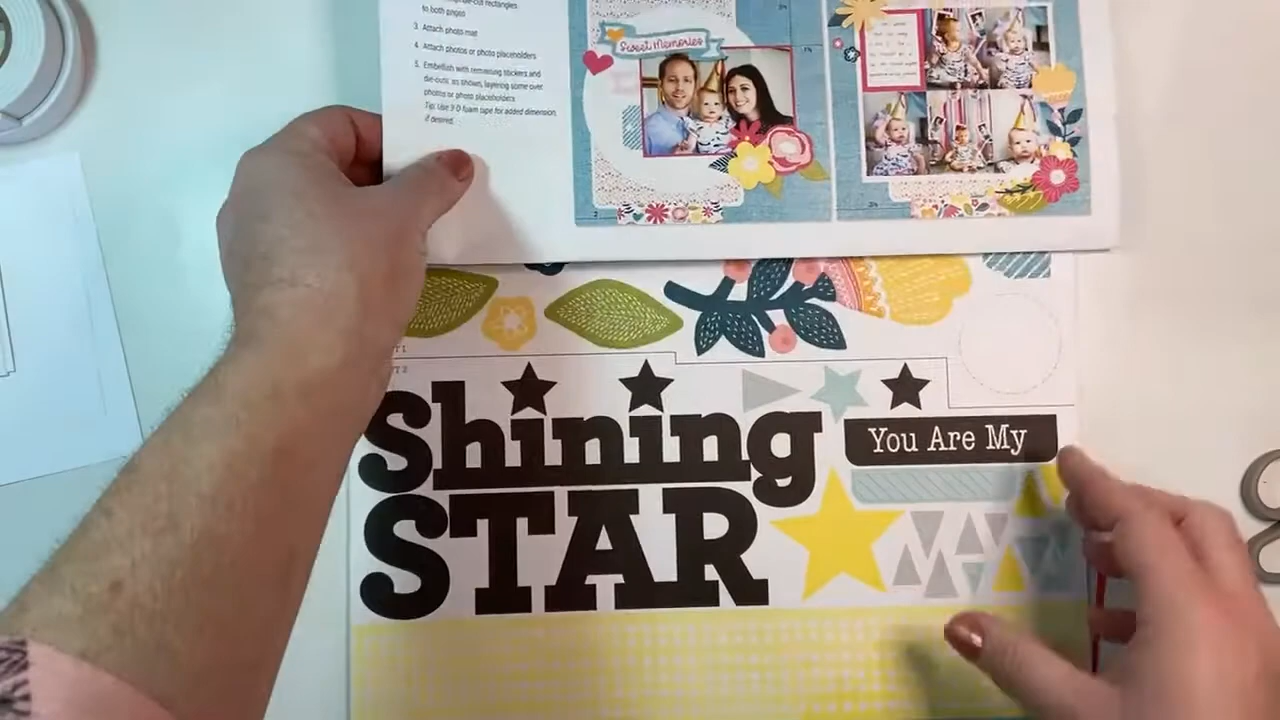 to both pages
3. Attach photo mat
4. Attach photos or photo placeholders
5. Embellish with remaining stickers and
die-cuts, as shown, layering some over
photos or photo placeholders
Tip: Use 3-D foam tape for added dimension,
if desired.
Sweet Memories
Shining
STAR
You Are My